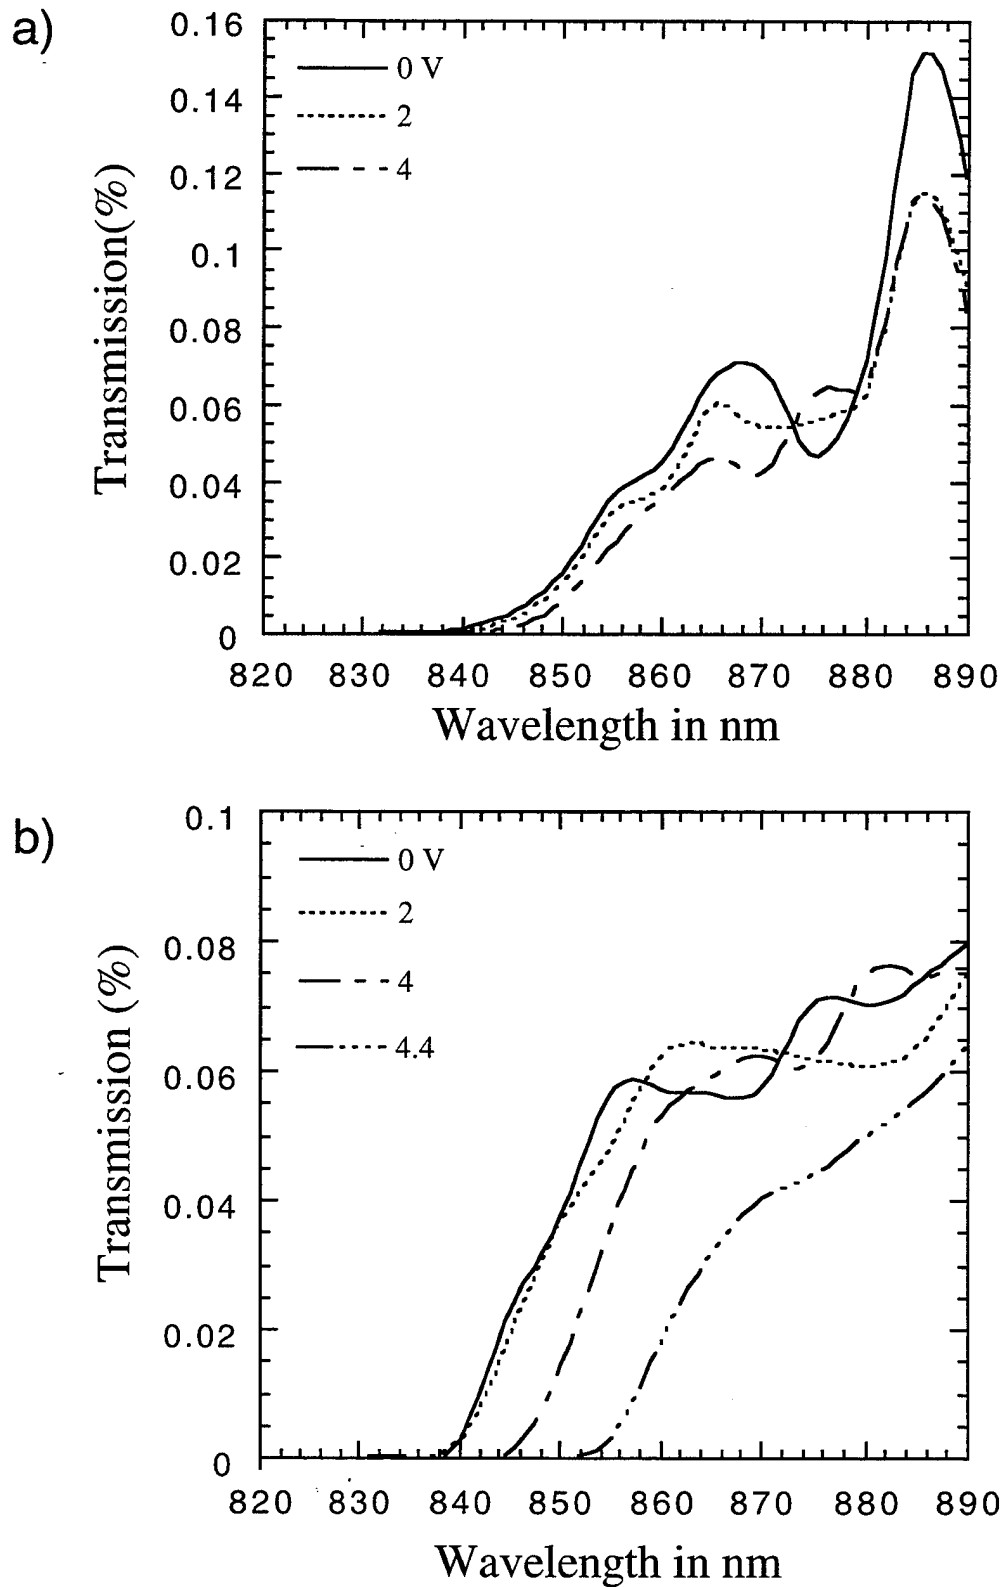 a)
0.16
0.14
0.12
0.1
0.08
0.06
0.04
0.02
0
Transmission(%)
0 V
2
4
820 830 840 850 860 870 880 890
Wavelength in nm
b)
0.1
0.08
0.06
0.04
0.02
0
Transmission (%)
0 V
2
4
4.4
820 830 840 850 860 870 880 890
Wavelength in nm